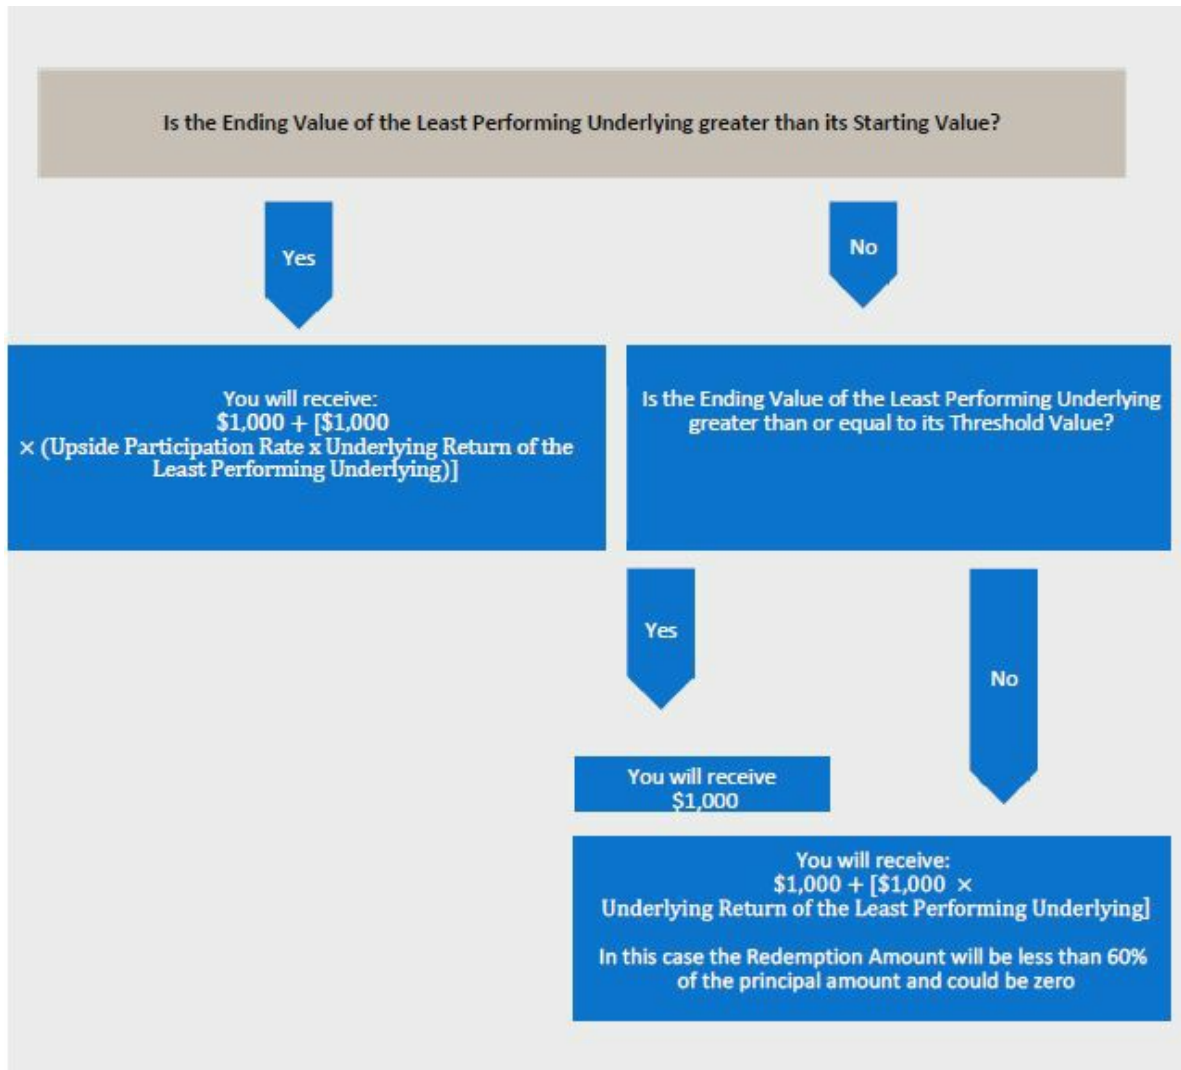 Is the Ending Value of the Least Performing Underlying greater than its Starting Value?
Yes
No
You will receive:
$1,000 + [$1,000
× (Upside Participation Rate x Underlying Return of the
Least Performing Underlying)]
Is the Ending Value of the Least Performing Underlying
greater than or equal to its Threshold Value?
Yes
No
You will receive
$1,000
You will receive:
$1,000 + [$1,000 ×
Underlying Return of the Least Performing Underlying]
In this case the Redemption Amount will be less than 60%
of the principal amount and could be zero